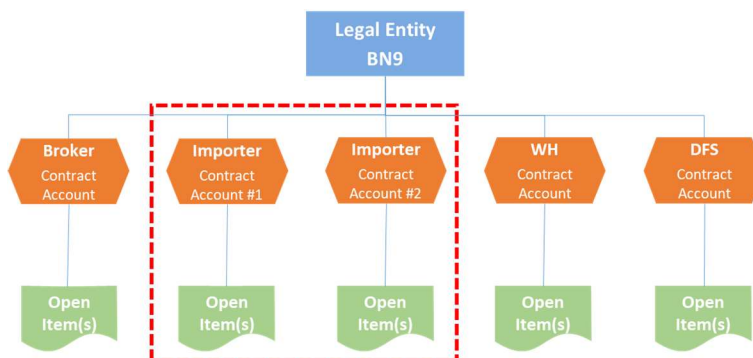 Legal Entity
BN9
Broker
Contract
Account
Importer
Contract
Account #1
Importer
Contract
Account #2
WH
Contract
Account
DFS
Contract
Account
Open
Item(s)
Open
Item(s)
Open
Item(s)
Open
Item(s)
Open
Item(s)